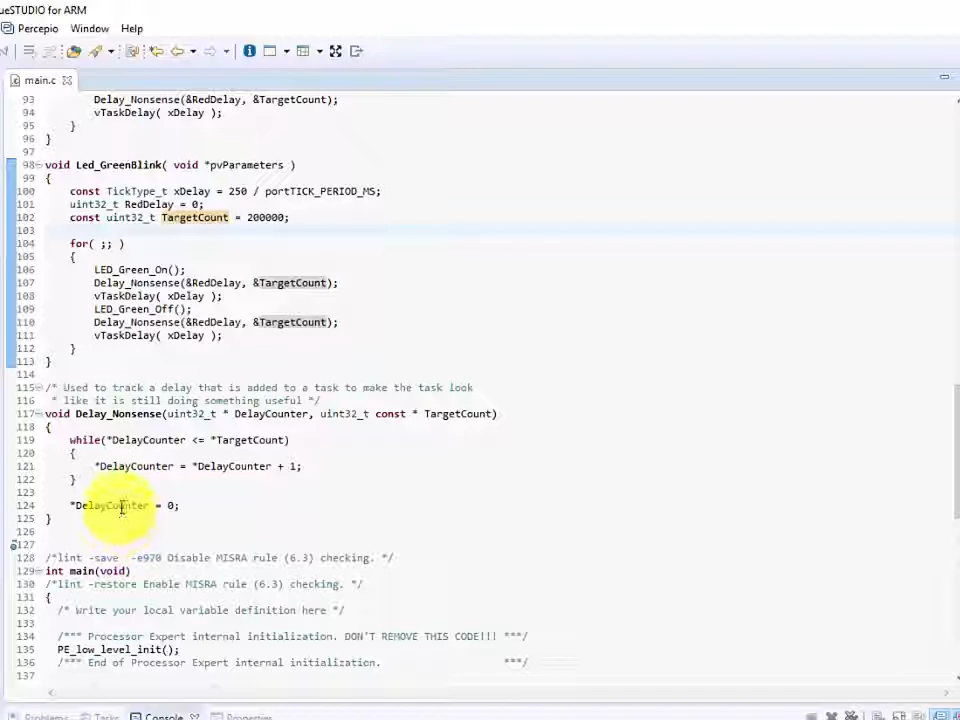 ueSTUDIO for ARM
Percepio Window Help
main.c
93 Delay_Nonsense(&RedDelay, &TargetCount);
94 vTaskDelay( xDelay );
95 }
96 }
97
98 void Led_GreenBlink( void *pvParameters )
99 {
100 const TickType_t xDelay = 250 / portTICK_PERIOD_MS;
101 uint32_t RedDelay = 0;
102 const uint32_t TargetCount = 200000;
103
104 for( ;; )
105 {
106 LED_Green_On();
107 Delay_Nonsense(&RedDelay, &TargetCount);
108 vTaskDelay( xDelay );
109 LED_Green_Off();
110 Delay_Nonsense(&RedDelay, &TargetCount);
111 vTaskDelay( xDelay );
112 }
113 }
114
115 /* Used to track a delay that is added to a task to make the task look
116 * like it is still doing something useful */
117 void Delay_Nonsense(uint32_t * DelayCounter, uint32_t const * TargetCount)
118 {
119 while(*DelayCounter <= *TargetCount)
120 {
121 *DelayCounter = *DelayCounter + 1;
122 }
123
124 *DelayCounter = 0;
125 }
126
127
128 /*lint -save  -e970 Disable MISRA rule (6.3) checking. */
129 int main(void)
130 /*lint -restore Enable MISRA rule (6.3) checking. */
131 {
132 /* Write your local variable definition here */
133
134 /*** Processor Expert internal initialization. DON'T REMOVE THIS CODE!!! ***/
135 PE_low_level_init();
136 /*** End of Processor Expert internal initialization. ***/
137
Problems Tasks Console Properties